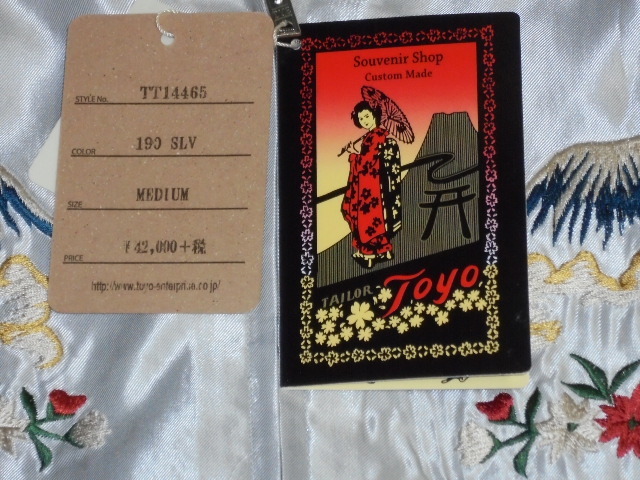 STYLE No. TT14465
COLOR 190 SLV
SIZE MEDIUM
PRICE ¥42,000+税
http://www.toyo-enterprise.co.jp/
Souvenir Shop
Custom Made
TAILOR Toyo